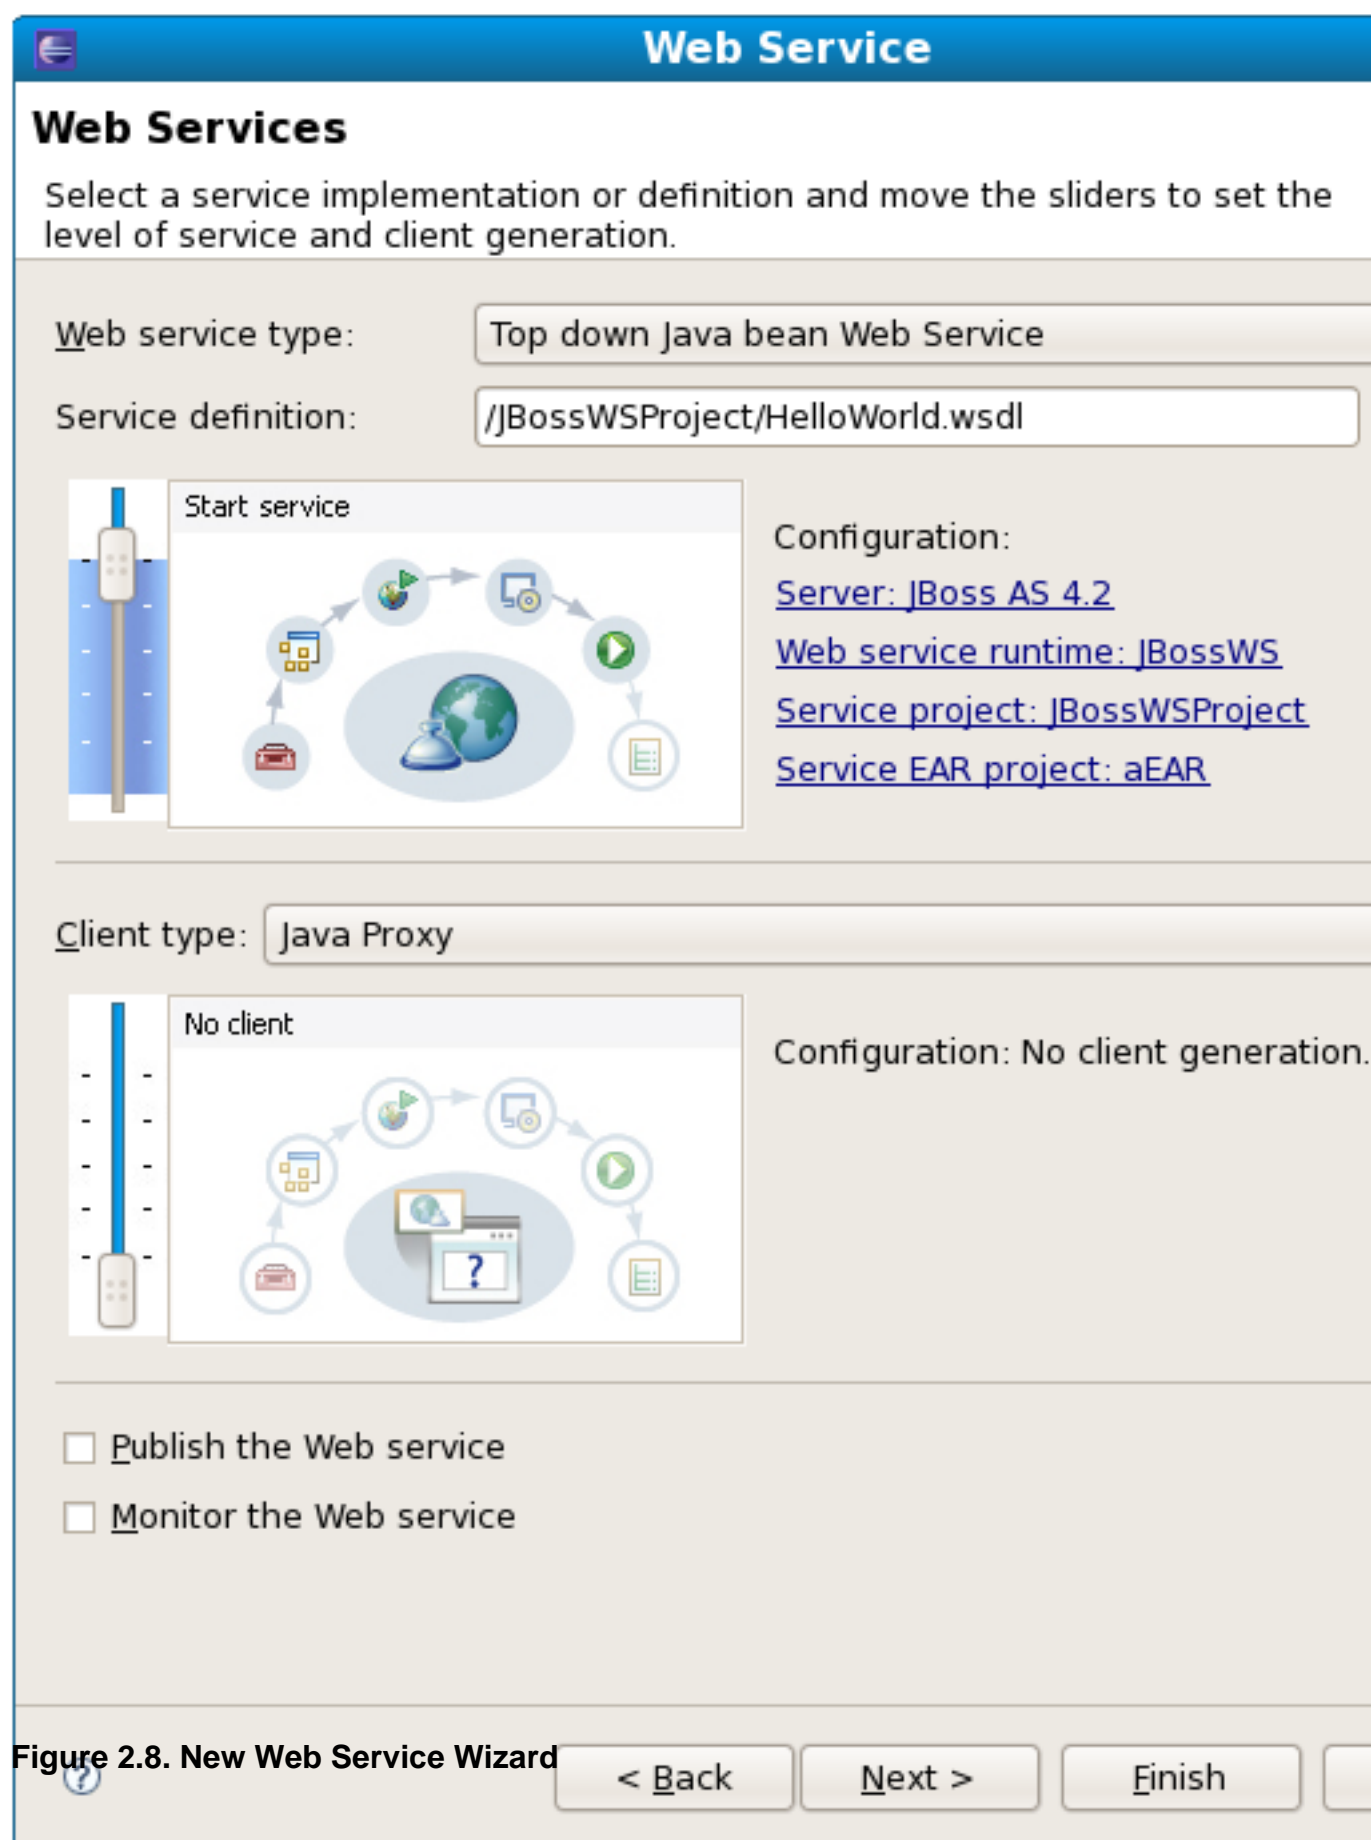 Web Service
Web Services
Select a service implementation or definition and move the sliders to set the
level of service and client generation.
Web service type: Top down Java bean Web Service
Service definition: /JBossWSProject/HelloWorld.wsdl
Start service
Configuration:
Server: JBoss AS 4.2
Web service runtime: JBossWS
Service project: JBossWSProject
Service EAR project: aEAR
Client type: Java Proxy
No client
Configuration: No client generation.
?
Publish the Web service
Monitor the Web service
Figure 2.8. New Web Service Wizard
? < Back Next > Finish